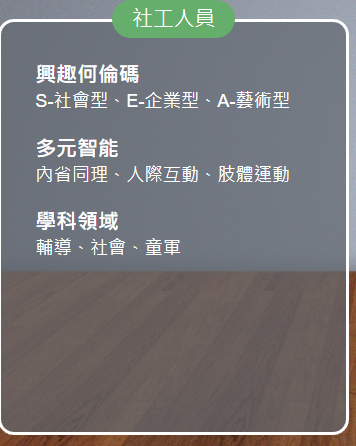 社工人員
興趣何倫碼
S-社會型、E-企業型、A-藝術型
多元智能
內省同理、人際互動、肢體運動
學科領域
輔導、社會、童軍